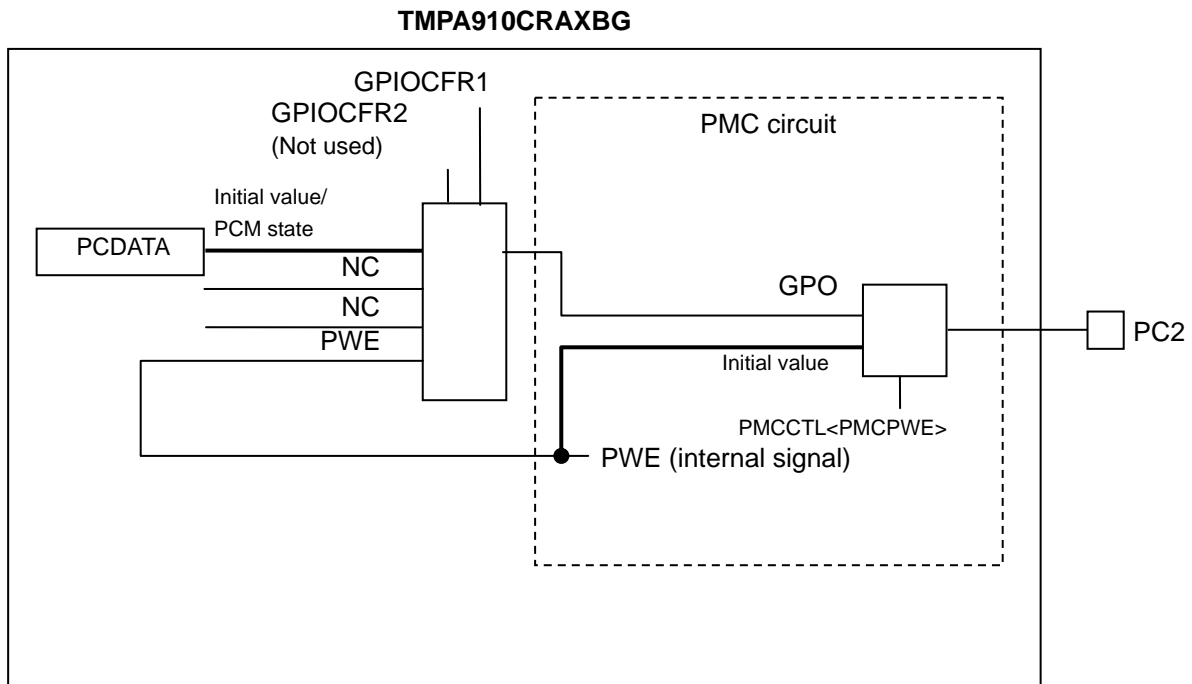 TMPA910CRAXBG
GPIOCFR1
GPIOCFR2
(Not used)
PMC circuit
Initial value/
PCM state
PCDATA
NC
NC
PWE
GPO
PC2
Initial value
PMCCTL<PMCPWE>
PWE (internal signal)